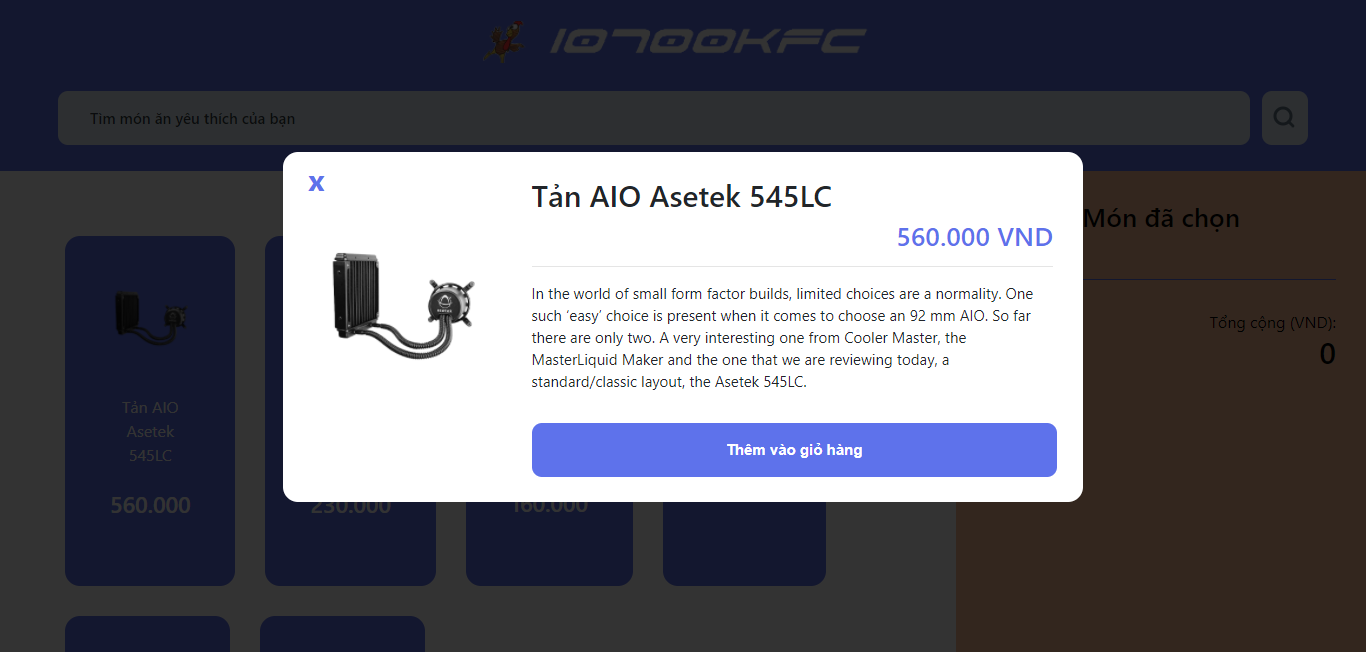 10700KFC
Tìm món ăn yêu thích của bạn
X
Tản AIO Asetek 545LC
560.000 VND
In the world of small form factor builds, limited choices are a normality. One
such ‘easy’ choice is present when it comes to choose an 92 mm AIO. So far
there are only two. A very interesting one from Cooler Master, the
MasterLiquid Maker and the one that we are reviewing today, a
standard/classic layout, the Asetek 545LC.
Thêm vào giỏ hàng
Món đã chọn
Tổng cộng (VND):
0
Tản AIO
Asetek
545LC
560.000
230.000
160.000